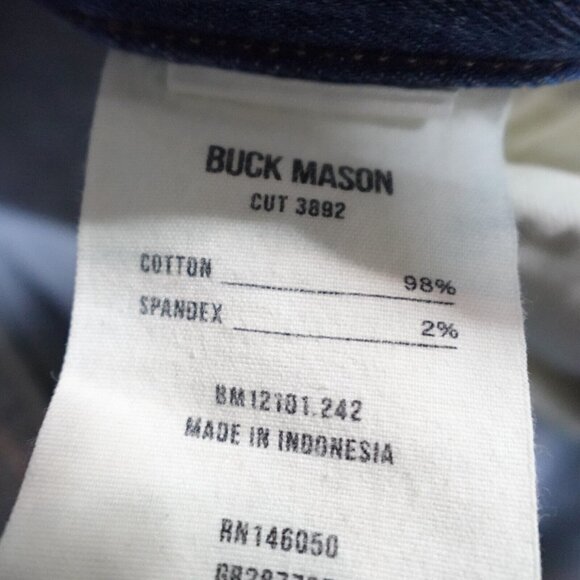 BUCK MASON
CUT 3892
COTTON 98%
SPANDEX 2%
BM12101.242
MADE IN INDONESIA
RN146050